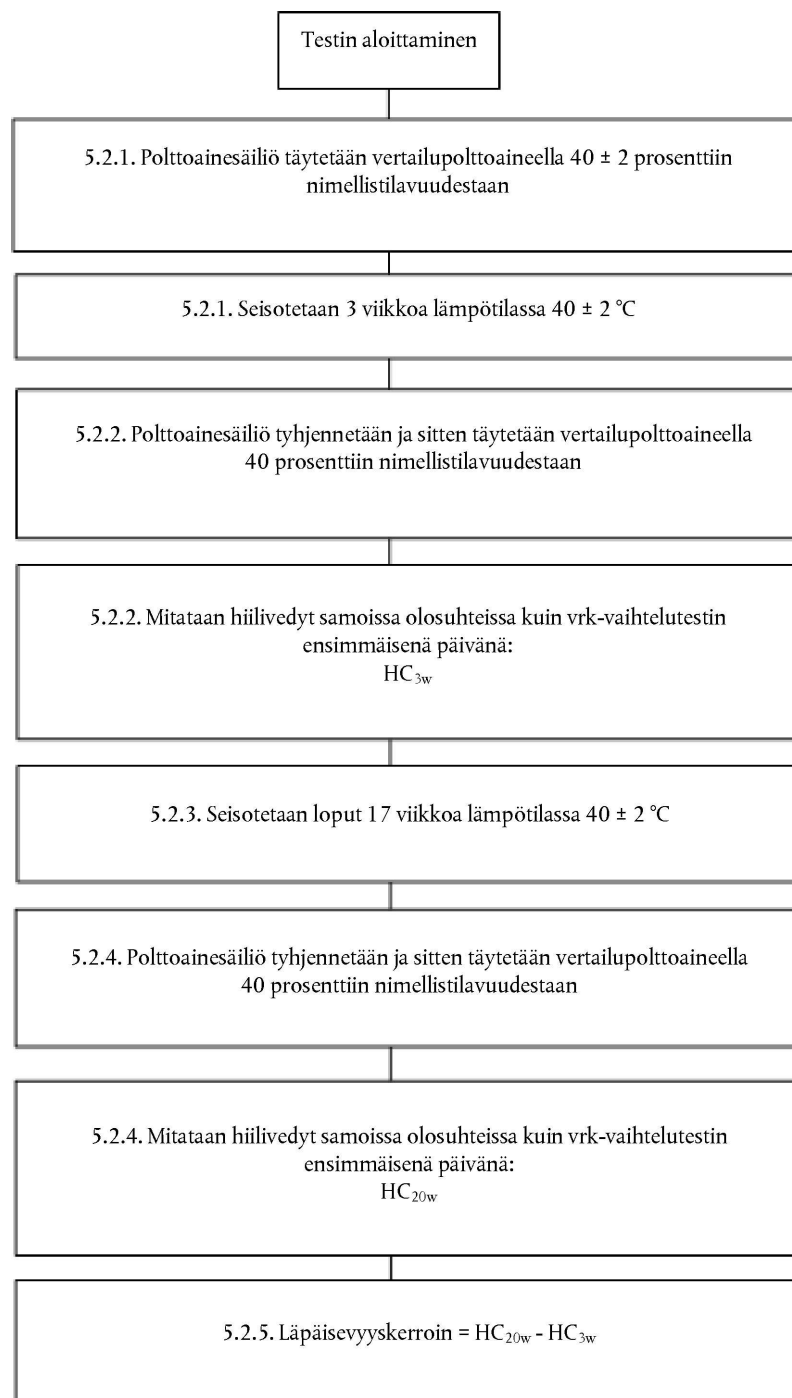 Testin aloittaminen
5.2.1. Polttoainesäiliö täytetään vertailupolttoaineella 40 ± 2 prosenttiin
nimellistilavuudestaan
5.2.1. Seisotetaan 3 viikkoa lämpötilassa 40 ± 2 °C
5.2.2. Polttoainesäiliö tyhjennetään ja sitten täytetään vertailupolttoaineella
40 prosenttiin nimellistilavuudestaan
5.2.2. Mitataan hiilivedyt samoissa olosuhteissa kuin vrk-vaihtelutestin
ensimmäisenä päivänä:
HC3w
5.2.3. Seisotetaan loput 17 viikkoa lämpötilassa 40 ± 2 °C
5.2.4. Polttoainesäiliö tyhjennetään ja sitten täytetään vertailupolttoaineella
40 prosenttiin nimellistilavuudestaan
5.2.4. Mitataan hiilivedyt samoissa olosuhteissa kuin vrk-vaihtelutestin
ensimmäisenä päivänä:
HC20w
5.2.5. Läpäisevyyskerroin = HC20w - HC3w